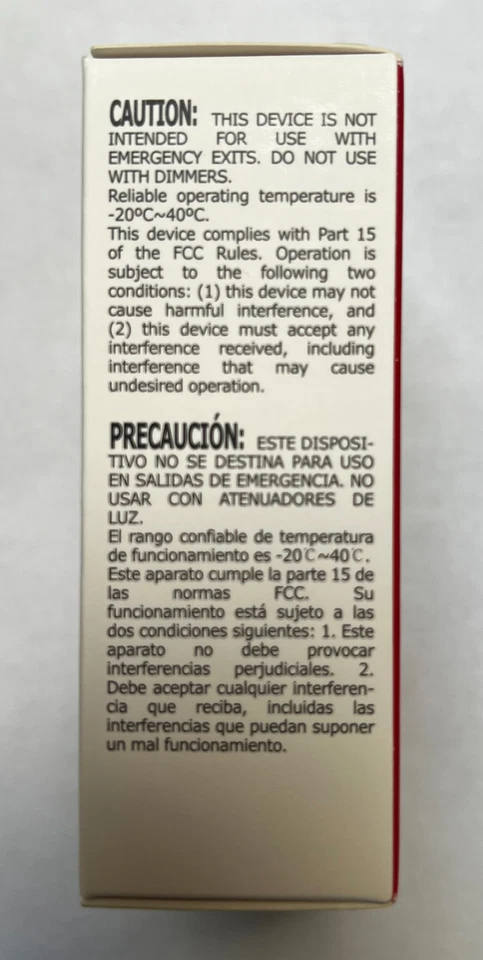 CAUTION: THIS DEVICE IS NOT
INTENDED FOR USE WITH
EMERGENCY EXITS. DO NOT USE
WITH DIMMERS.
Reliable operating temperature is
-20ºC~40ºC.
This device complies with Part 15
of the FCC Rules. Operation is
subject to the following two
conditions: (1) this device may not
cause harmful interference, and
(2) this device must accept any
interference received, including
interference that may cause
undesired operation.
PRECAUCIÓN: ESTE DISPOSI-
TIVO NO SE DESTINA PARA USO
EN SALIDAS DE EMERGENCIA. NO
USAR CON ATENUADORES DE
LUZ.
El rango confiable de temperatura
de funcionamiento es -20℃~40℃.
Este aparato cumple la parte 15 de
las normas FCC. Su
funcionamiento está sujeto a las
dos condiciones siguientes: 1. Este
aparato no debe provocar
interferencias perjudiciales. 2.
Debe aceptar cualquier interferen-
cia que reciba, incluidas las
interferencias que puedan suponer
un mal funcionamiento.